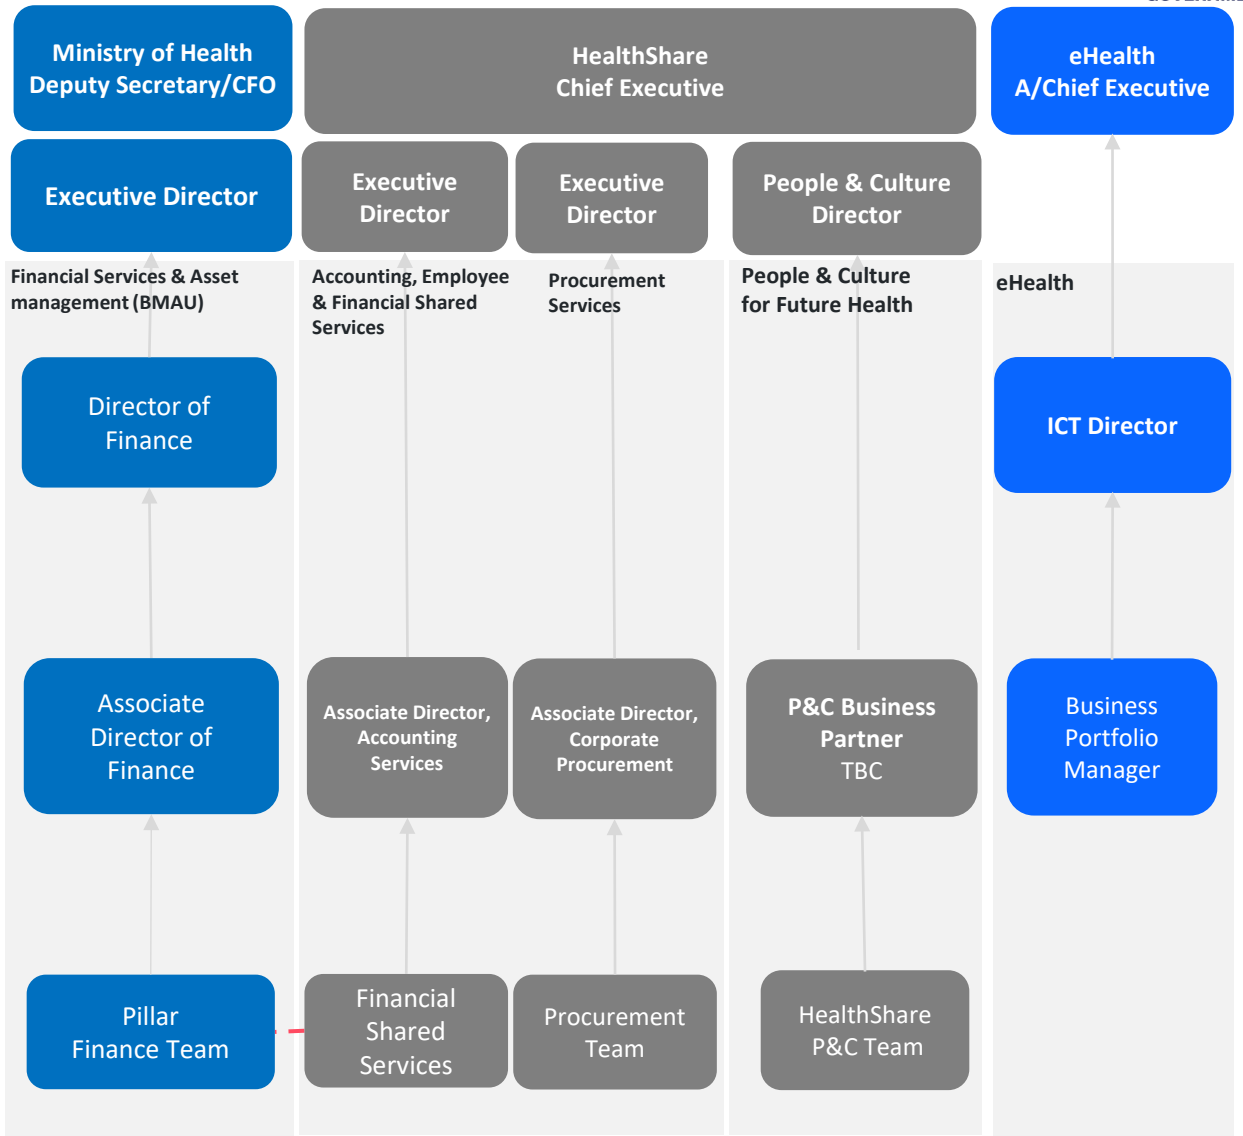 Ministry of Health
Deputy Secretary/CFO
HealthShare
Chief Executive
eHealth
A/Chief Executive
Executive Director
Executive
Director
Executive
Director
People & Culture
Director
Financial Services & Asset
management (BMAU)
Accounting, Employee
& Financial Shared
Services
Procurement
Services
People & Culture
for Future Health
eHealth
Director of
Finance
ICT Director
Associate
Director of
Finance
Associate Director,
Accounting
Services
Associate Director,
Corporate
Procurement
P&C Business
Partner
TBC
Business
Portfolio
Manager
Pillar
Finance Team
Financial
Shared
Services
Procurement
Team
HealthShare
P&C Team